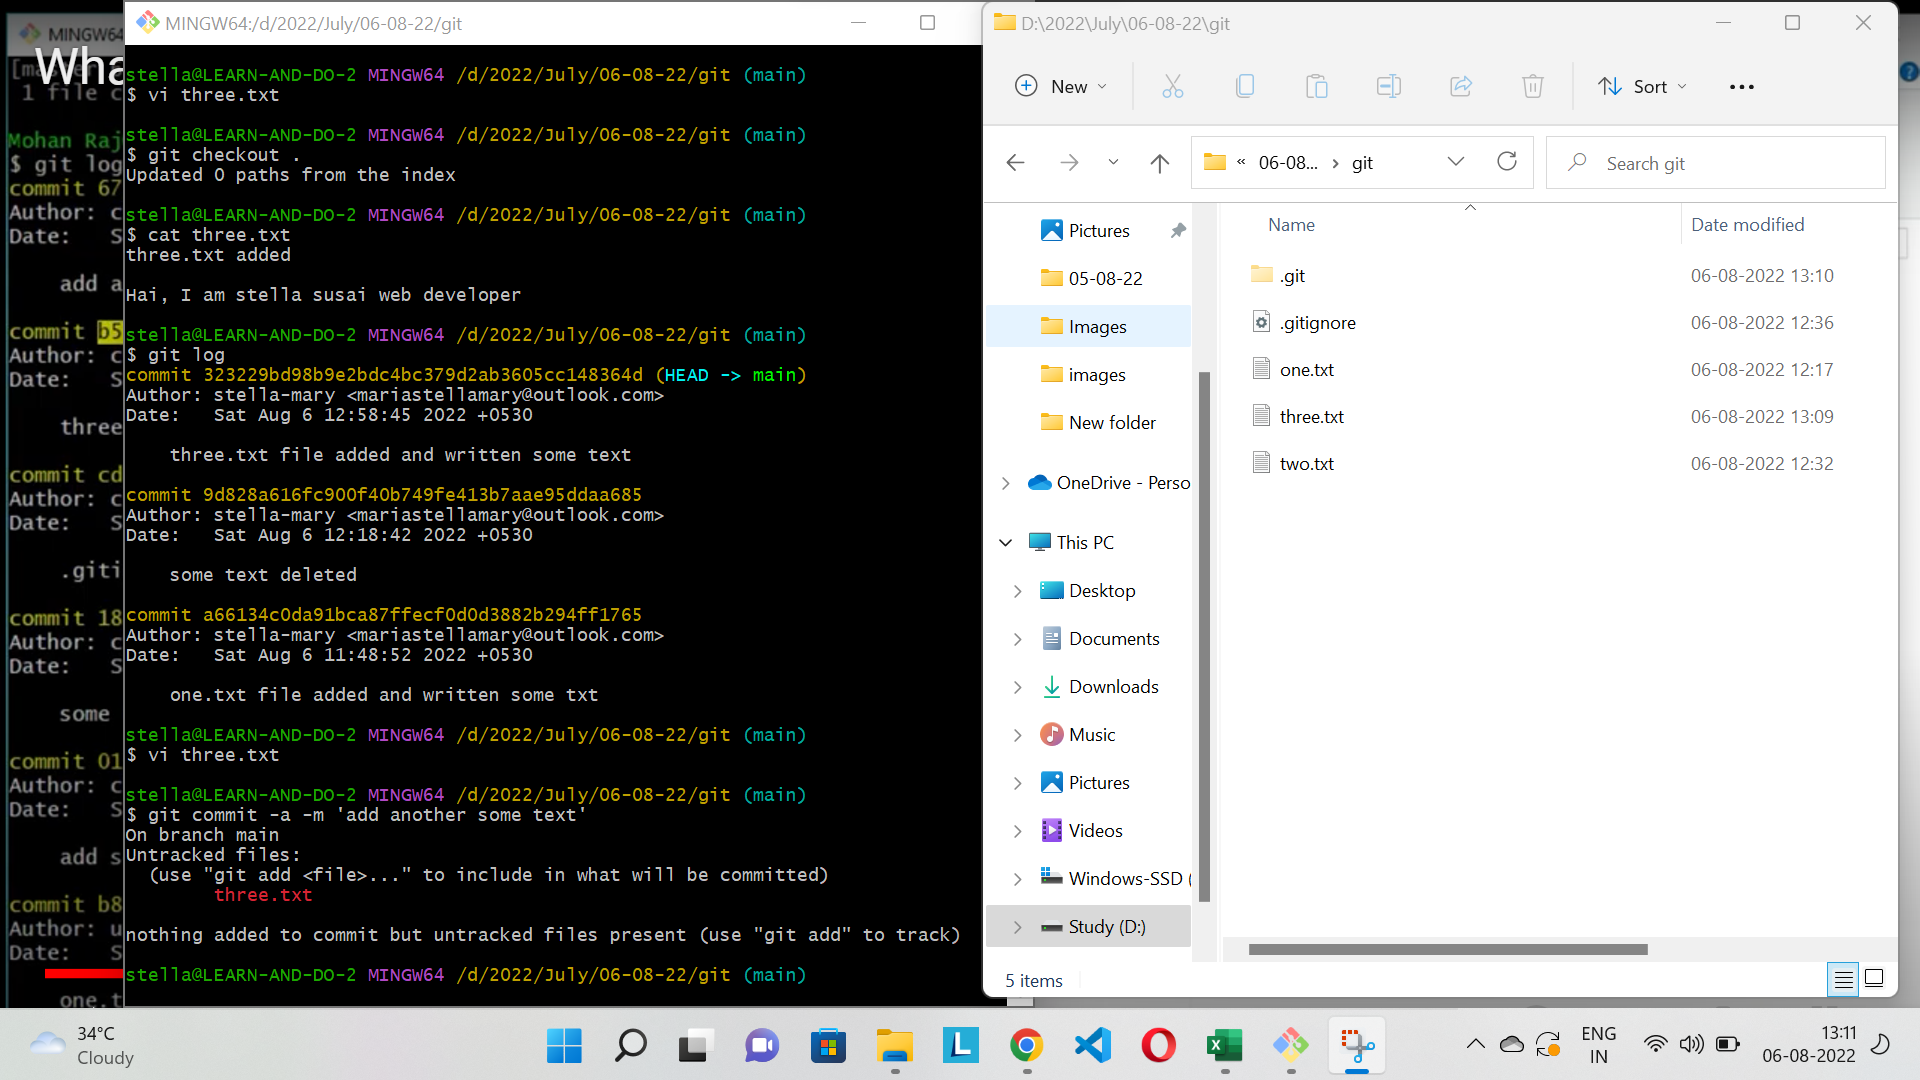 MINGW64
Wha
1 file c
Mohan Raj
$ git log
commit 67
Author: c
Date: S
add a
commit b5
Author: c
Date: S
three
commit cd
Author: c
Date: S
.giti
commit 18
Author: c
Date: S
some
commit 01
Author: c
Date: S
add s
commit b8
Author: u
Date: S
one.t
MINGW64:/d/2022/July/06-08-22/git
stella@LEARN-AND-DO-2 MINGW64 /d/2022/July/06-08-22/git (main)
$ vi three.txt
stella@LEARN-AND-DO-2 MINGW64 /d/2022/July/06-08-22/git (main)
$ git checkout .
Updated 0 paths from the index
stella@LEARN-AND-DO-2 MINGW64 /d/2022/July/06-08-22/git (main)
$ cat three.txt
three.txt added
Hai, I am stella susai web developer
stella@LEARN-AND-DO-2 MINGW64 /d/2022/July/06-08-22/git (main)
$ git log
commit 323229bd98b9e2bdc4bc379d2ab3605cc148364d (HEAD -> main)
Author: stella-mary <mariastellamary@outlook.com>
Date:   Sat Aug 6 12:58:45 2022 +0530
three.txt file added and written some text
commit 9d828a616fc900f40b749fe413b7aae95ddaa685
Author: stella-mary <mariastellamary@outlook.com>
Date:   Sat Aug 6 12:18:42 2022 +0530
some text deleted
commit a66134c0da91bca87ffecf0d0d3882b294ff1765
Author: stella-mary <mariastellamary@outlook.com>
Date:   Sat Aug 6 11:48:52 2022 +0530
one.txt file added and written some txt
stella@LEARN-AND-DO-2 MINGW64 /d/2022/July/06-08-22/git (main)
$ vi three.txt
stella@LEARN-AND-DO-2 MINGW64 /d/2022/July/06-08-22/git (main)
$ git commit -a -m 'add another some text'
On branch main
Untracked files:
(use "git add <file>..." to include in what will be committed)
three.txt
nothing added to commit but untracked files present (use "git add" to track)
stella@LEARN-AND-DO-2 MINGW64 /d/2022/July/06-08-22/git (main)
D:\2022\July\06-08-22\git
New
Sort
« 06-08... › git
Search git
Pictures
05-08-22
Images
images
New folder
OneDrive - Perso
This PC
Desktop
Documents
Downloads
Music
Pictures
Videos
Windows-SSD (
Study (D:)
Name Date modified
.git 06-08-2022 13:10
.gitignore 06-08-2022 12:36
one.txt 06-08-2022 12:17
three.txt 06-08-2022 13:09
two.txt 06-08-2022 12:32
5 items
34°C
Cloudy
ENG
IN
13:11
06-08-2022